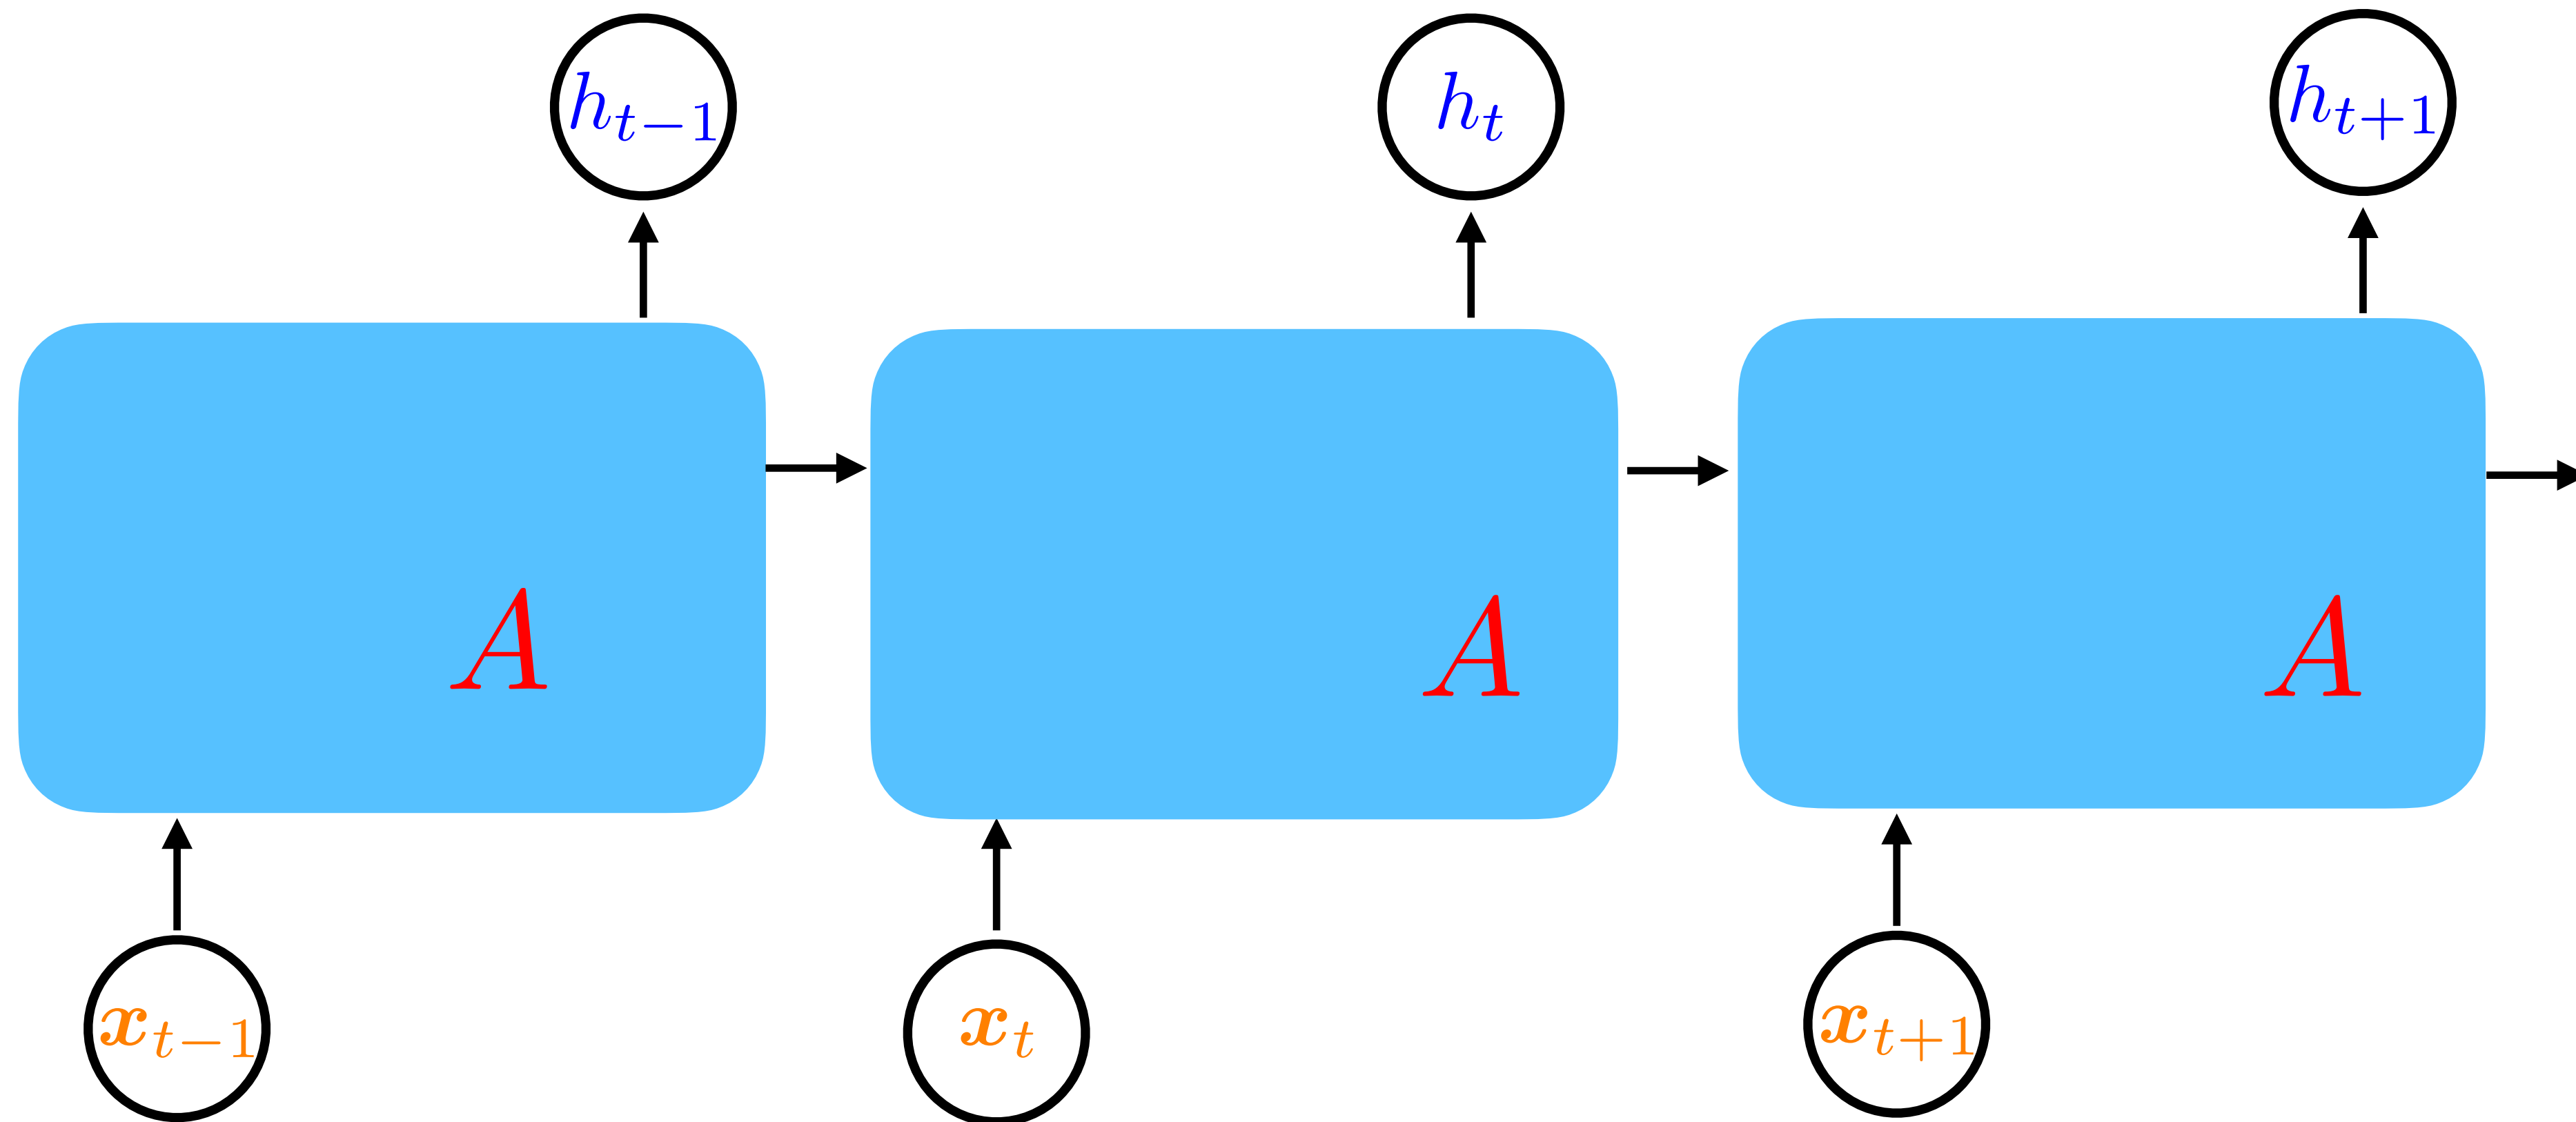 h_{t-1} h_t h_{t+1}
A A A
x_{t-1} x_t x_{t+1}